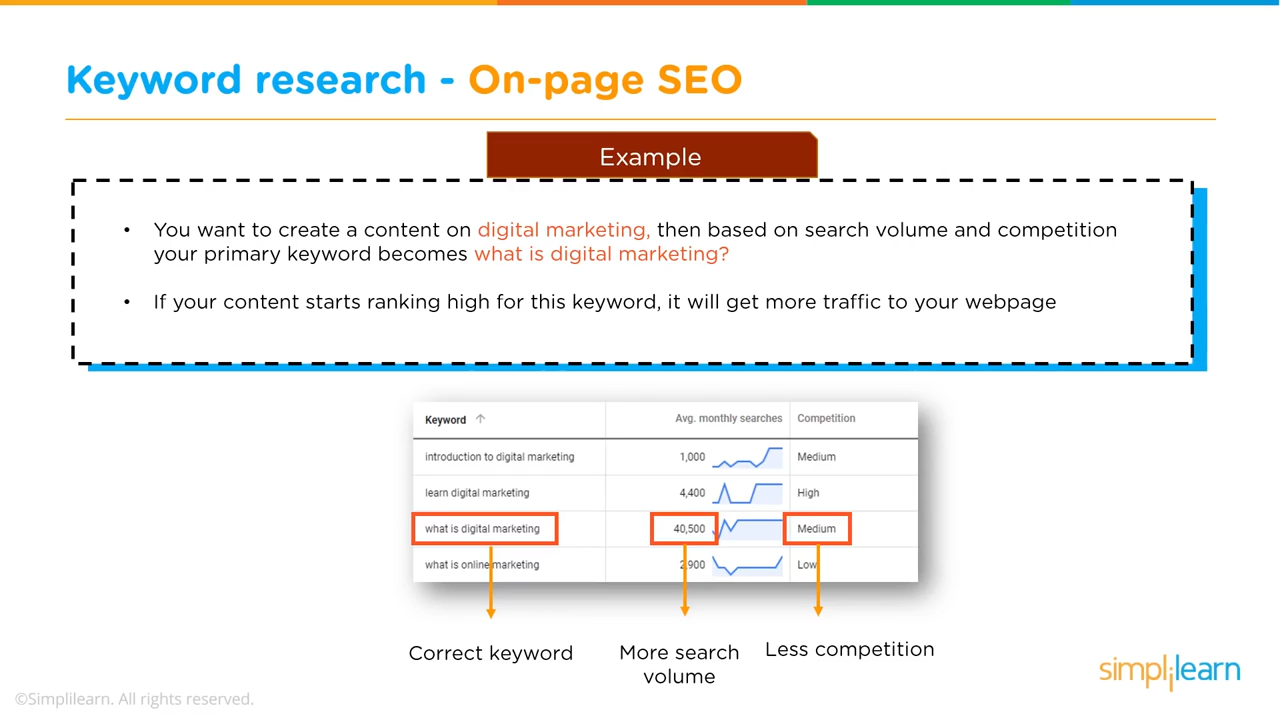 Keyword research - On-page SEO
Example
• You want to create a content on digital marketing, then based on search volume and competition
your primary keyword becomes what is digital marketing?
• If your content starts ranking high for this keyword, it will get more traffic to your webpage
Keyword ↑ Avg. monthly searches Competition
introduction to digital marketing 1,000 Medium
learn digital marketing 4,400 High
what is digital marketing 40,500 Medium
what is online marketing 2,900 Low
Correct keyword
More search
volume
Less competition
simplilearn
©Simplilearn. All rights reserved.